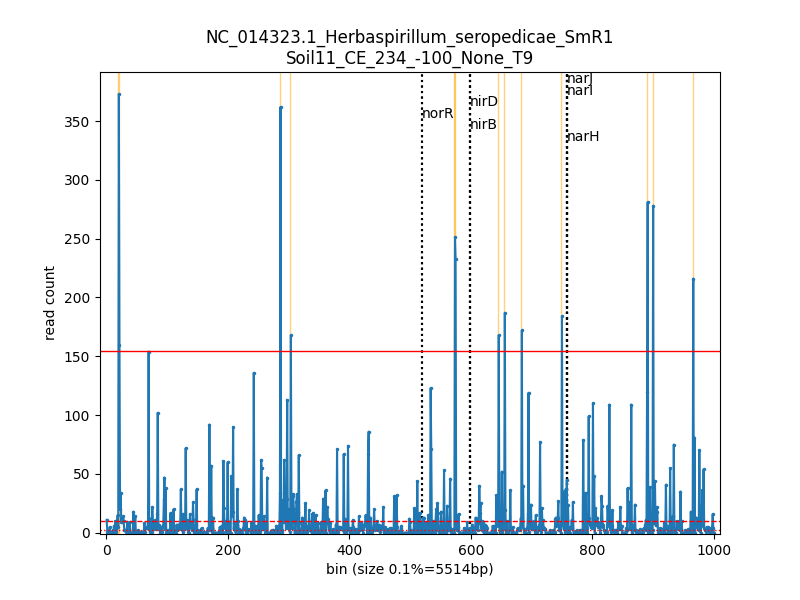 NC_014323.1_Herbaspirillum_seropedicae_SmR1
Soil11_CE_234_-100_None_T9
narJ
narI
nirD
norR
nirB
narH
350
300
250
200
150
100
50
0
read count
0 200 400 600 800 1000
bin (size 0.1%=5514bp)